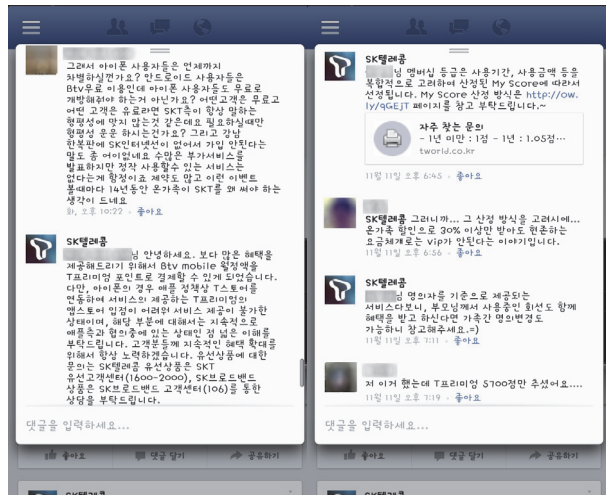 그래서 아이폰 사용자들은 언제까지
차별하실껀가요? 안드로이드 사용자들은
Btv무료 이용인데 아이폰사용자들도 무료로
개방해줘야 하는거 아닌가요? 어떤고객은 무료고
어떤 고객은 유료라면 SKT측이 항상 말하는
형평성에 맞지 않는것 같은데요 필요하실때만
형평성 운운 하시는건가요? 그리고 강남
한복판에 SK인터넷선이 없어서 가입 안된다는
말도 좀 어이없네요 수많은 부가서비스를
발표하지만 정작 사용할수 있는 서비스는
없다는게 함정이죠 제약도 많고 이런 이벤트
볼때마다 14년동안 온가족이 SKT를 왜 써야 하는
생각이 드네요
화, 오후 10:22 · 좋아요
SK텔레콤
님 안녕하세요. 보다 많은 혜택을
제공해드리기 위해서 Btv mobile 월정액을
T프리미엄 포인트로 결제할 수 있게 되었습니다.
다만, 아이폰의 경우 애플 정책상 T스토어를
연동하여 서비스의 제공하는 T프리미엄의
앱스토어 입점이 어려워 서비스 제공이 불가한
상태이며, 해당 부분에 대해서는 지속적으로
애플측과 협의중에 있는 상태인 점 넓은 이해를
부탁드립니다. 고객분들께 지속적인 혜택 확대를
위해서 항상 노력하겠습니다. 유선상품에 대한
문의는 SK텔레콤 유선상품은 SKT
유선고객센터(1600-2000), SK브로드밴드
상품은 SK브로드밴드 고객센터(106)를 통한
상담을 부탁드립니다.
댓글을 입력하세요...
좋아요 댓글 달기 공유하기
SK텔레콤
SK텔레콤
님 멤버십 등급은 사용기간, 사용금액 등을
복합적으로 고려하여 산정된 My Score에 따라서
선정됩니다. My Score 산정 방식은 http://ow.
ly/qGEJT 페이지를 참고 부탁드립니다.~
자주 찾는 문의
- 1년 미만 : 1점 - 1년 : 1.05점...
tworld.co.kr
11월 11일 오후 6:45 · 좋아요
SK텔레콤 그러니까... 그 산정 방식을 고려시에...
온가족 할인으로 30% 이상만 받아도 현존하는
요금체계로는 vip가 안된다는 이야기입니다.
11월 11일 오후 6:56 · 좋아요
SK텔레콤
님 명의자를 기준으로 제공되는
서비스다보니, 부모님께서 사용중인 회선도 함께
혜택을 받고 하신다면 가족간 명의변경도
가능하니 참고해주세요.=)
11월 11일 오후 7:11 · 좋아요
저 이거 했는데 T프리미엄 5700점만 주셨어요....
11월 11일 오후 7:19 · 좋아요
댓글을 입력하세요...
좋아요 댓글 달기 공유하기
SK텔레콤